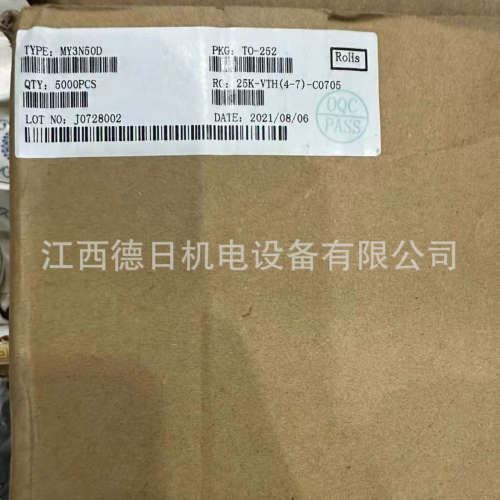 TYPE: MY3N50D
PKG: TO-252
RoHs
QTY: 5000PCS
RC: 25K-VTH(4-7)-C0705
LOT NO: J0728002
DATE: 2021/08/06
OQC
PASS
江西德日机电设备有限公司